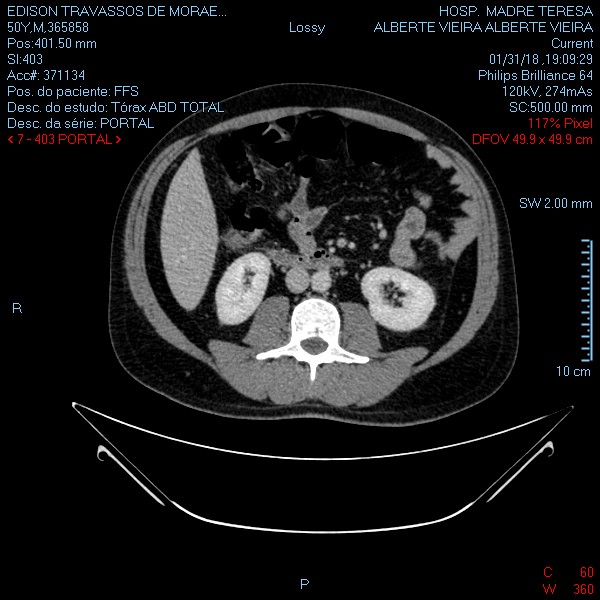 EDISON TRAVASSOS DE MORAE...
50Y,M,365858
Pos:401.50 mm
SI:403
Acc#: 371134
Pos. do paciente: FFS
Desc. do estudo: Tórax ABD TOTAL
Desc. da série: PORTAL
< 7 - 403 PORTAL >
Lossy
HOSP. MADRE TERESA
ALBERTE VIEIRA ALBERTE VIEIRA
Current
01/31/18 ,19:09:29
Philips Brilliance 64
120kV, 274mAs
SC:500.00 mm
117% Pixel
DFOV 49.9 x 49.9 cm
SW 2.00 mm
R
10 cm
P
C 60
W 360